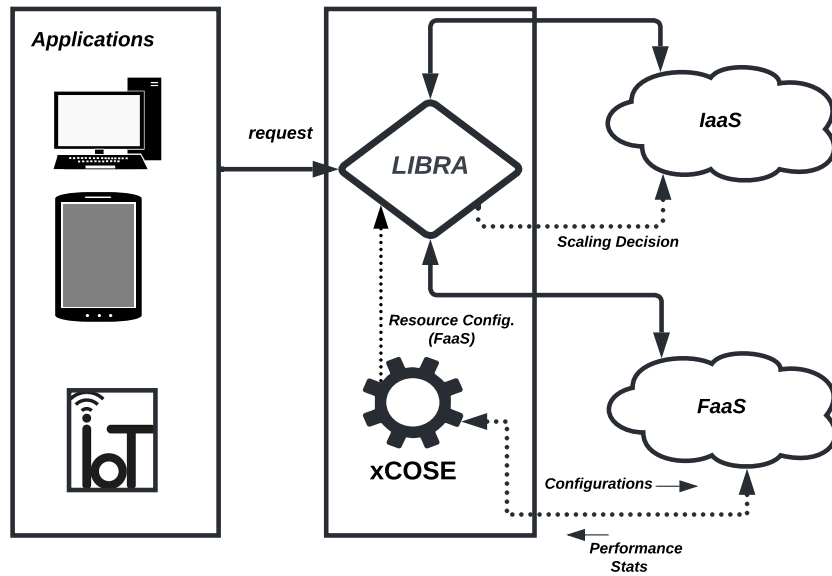 Applications
request
LIBRA
IaaS
Scaling Decision
Resource Config.
(FaaS)
FaaS
xCOSE
IoT
Configurations
Performance
Stats